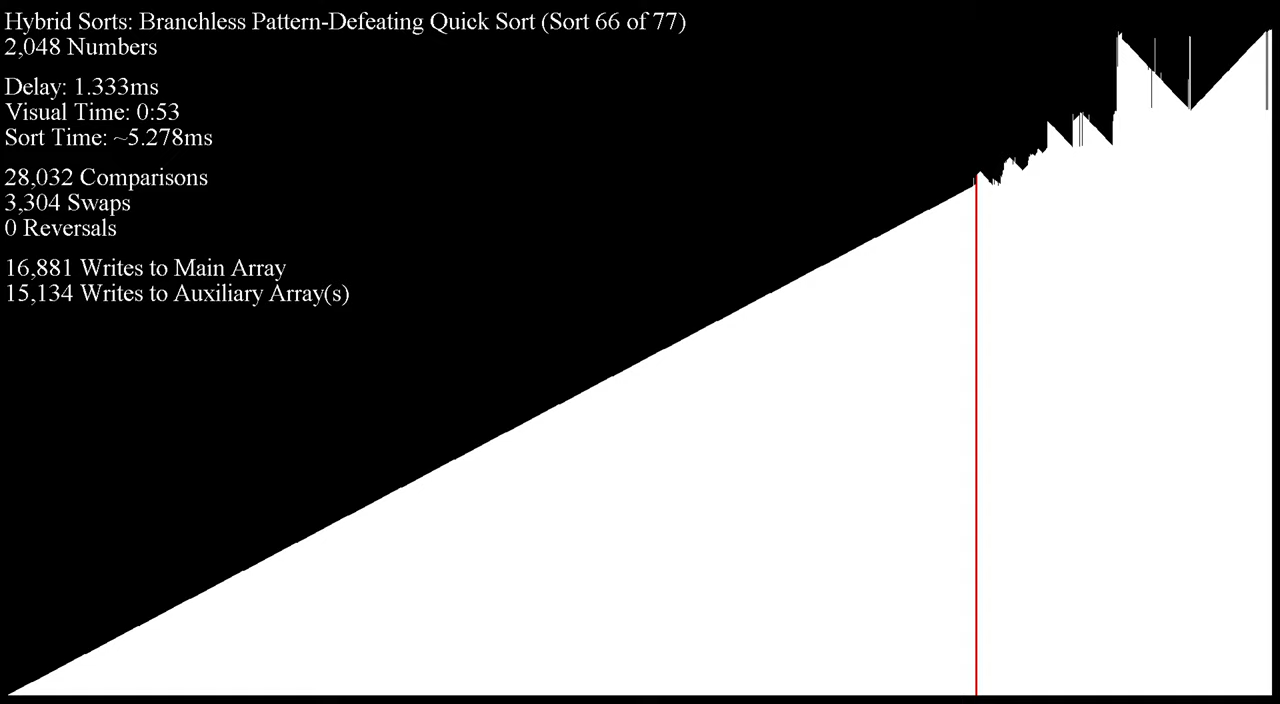 Hybrid Sorts: Branchless Pattern-Defeating Quick Sort (Sort 66 of 77)
2,048 Numbers
Delay: 1.333ms
Visual Time: 0:53
Sort Time: ~5.278ms
28,032 Comparisons
3,304 Swaps
0 Reversals
16,881 Writes to Main Array
15,134 Writes to Auxiliary Array(s)